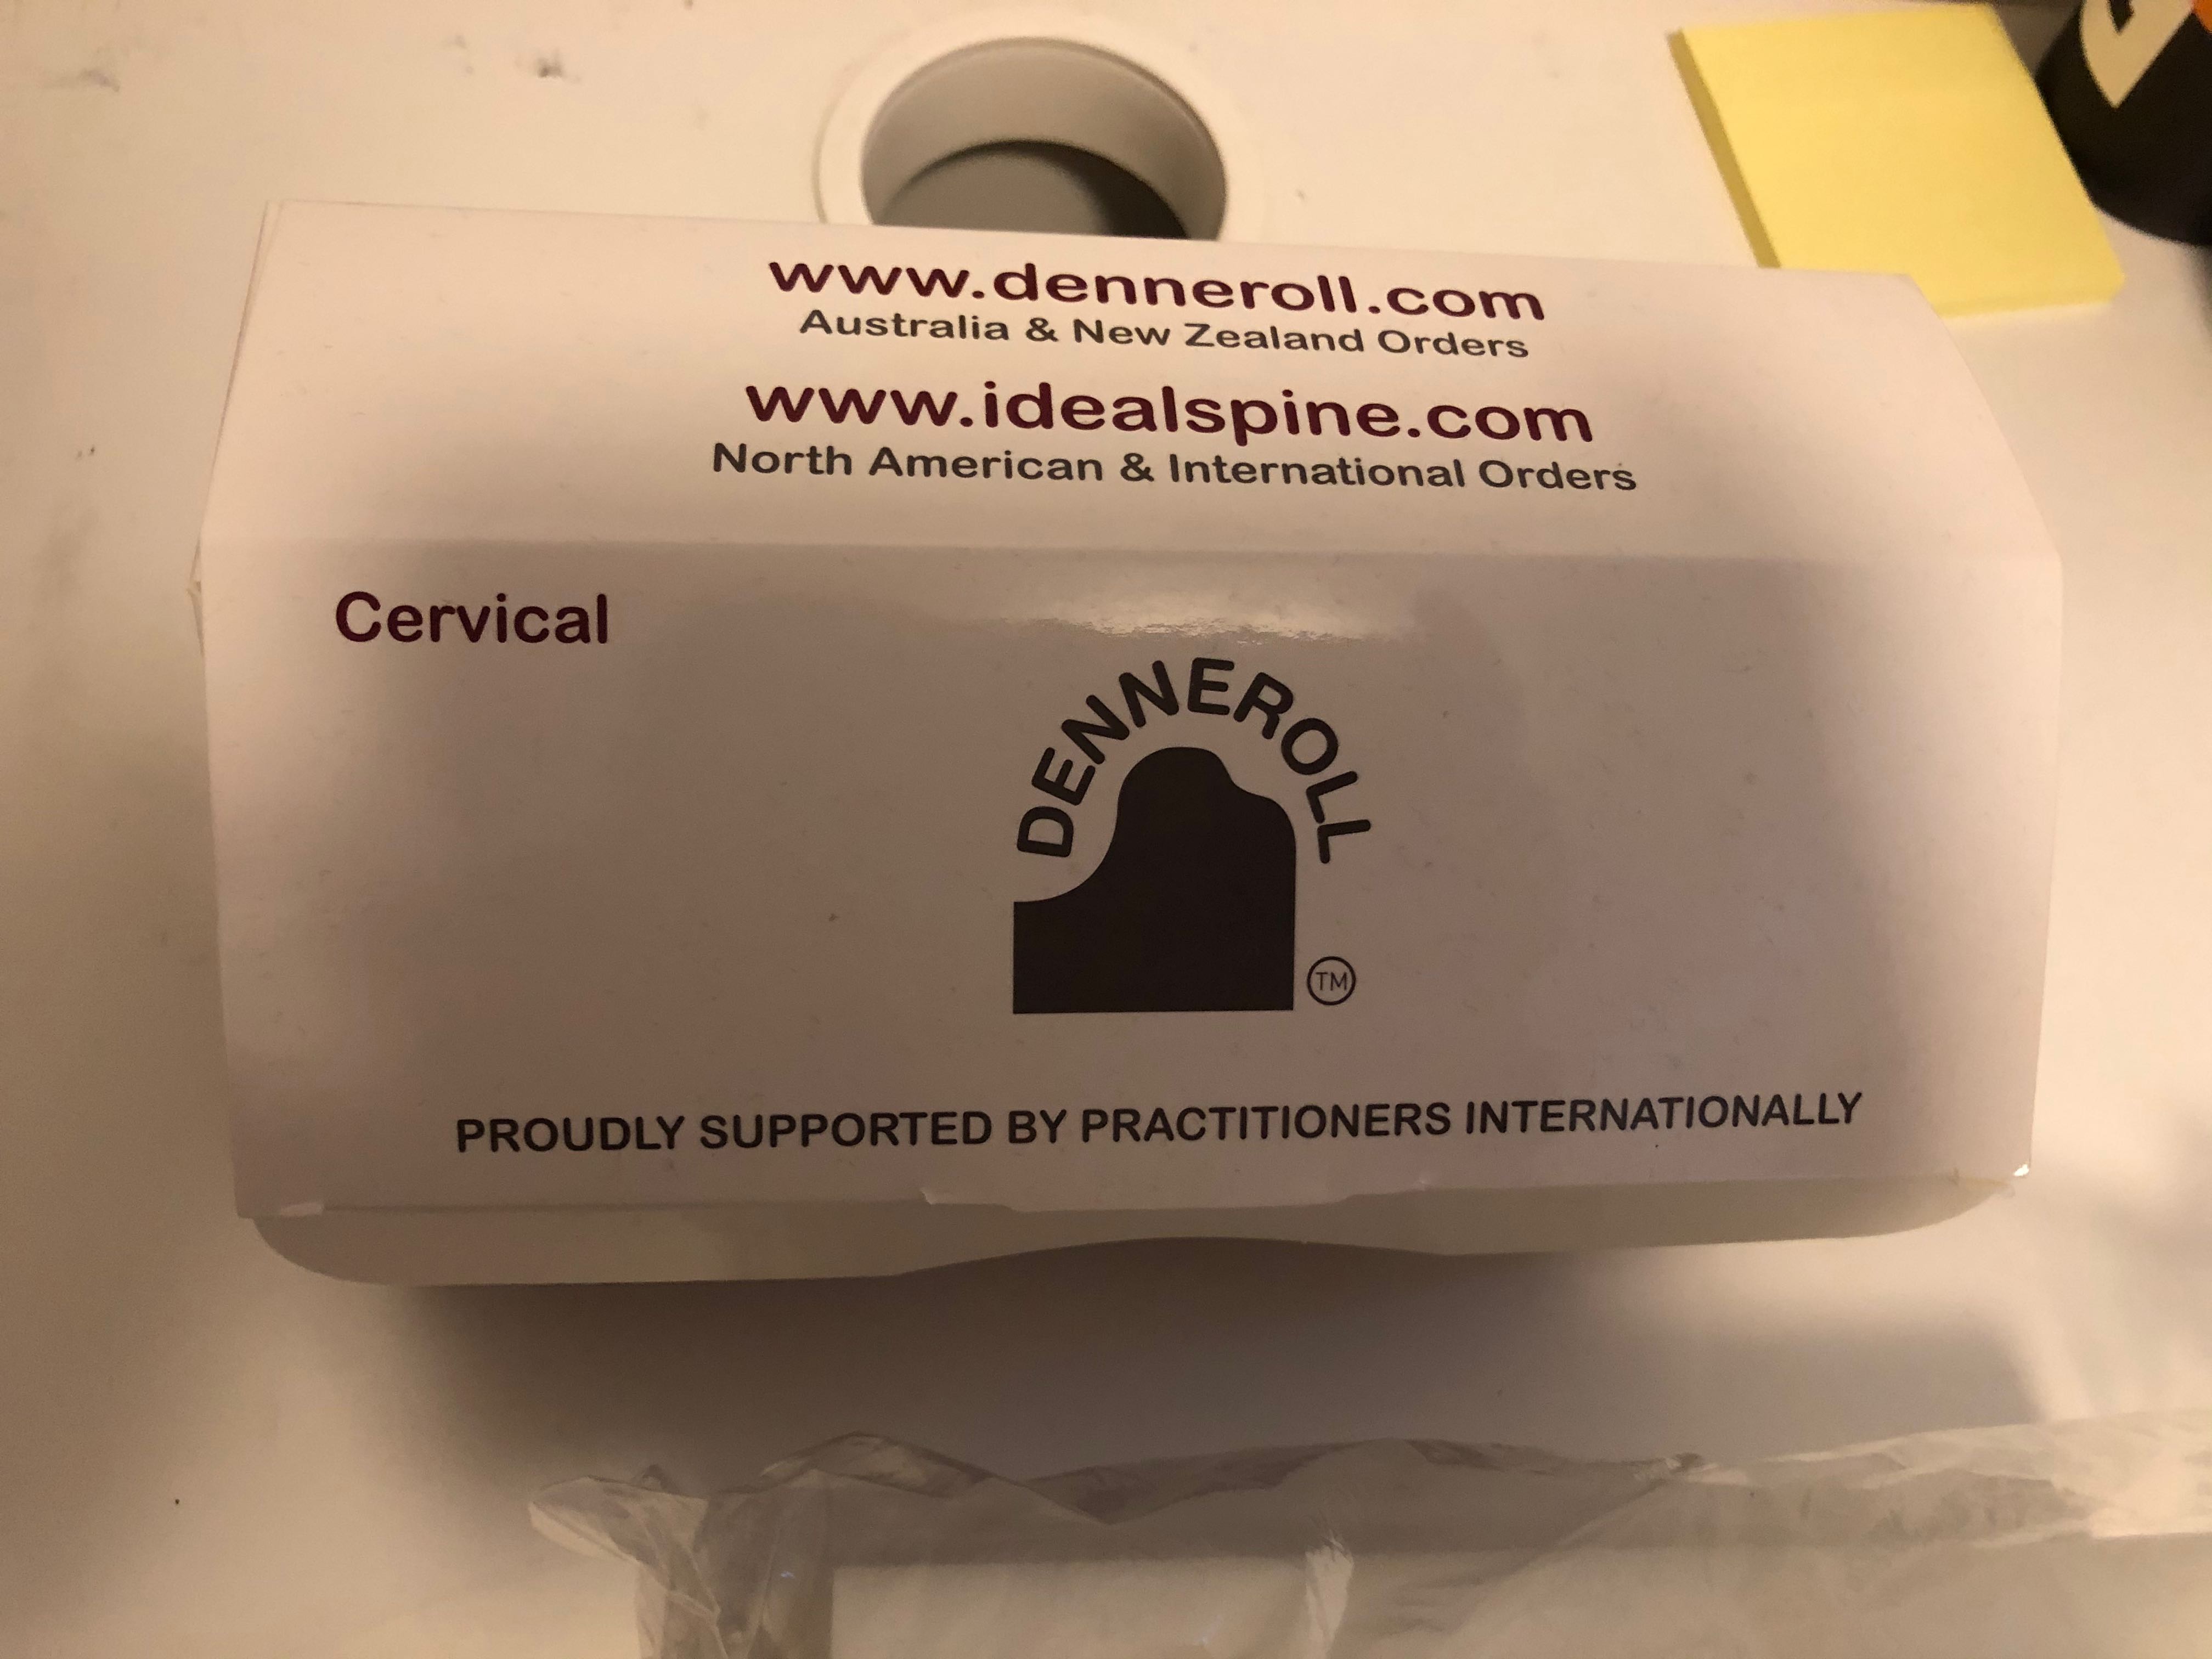 www.denneroll.com
Australia & New Zealand Orders
www.idealspine.com
North American & International Orders
Cervical
DENNEROLL
TM
PROUDLY SUPPORTED BY PRACTITIONERS INTERNATIONALLY